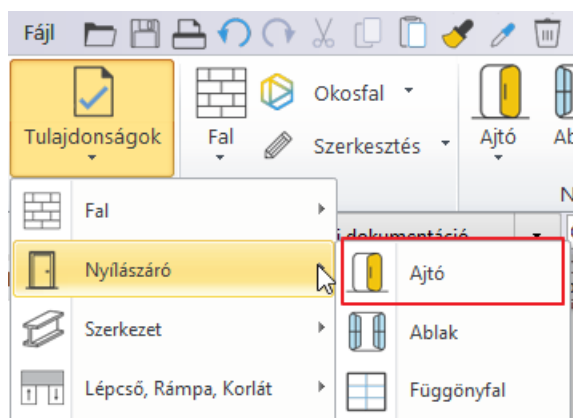 Fájl
Tulajdonságok
Fal
Okosfal
Szerkesztés
Ajtó
Fal
Nyílászáró
Ajtó
Szerkezet
Ablak
Lépcső, Rámpa, Korlát
Függönyfal